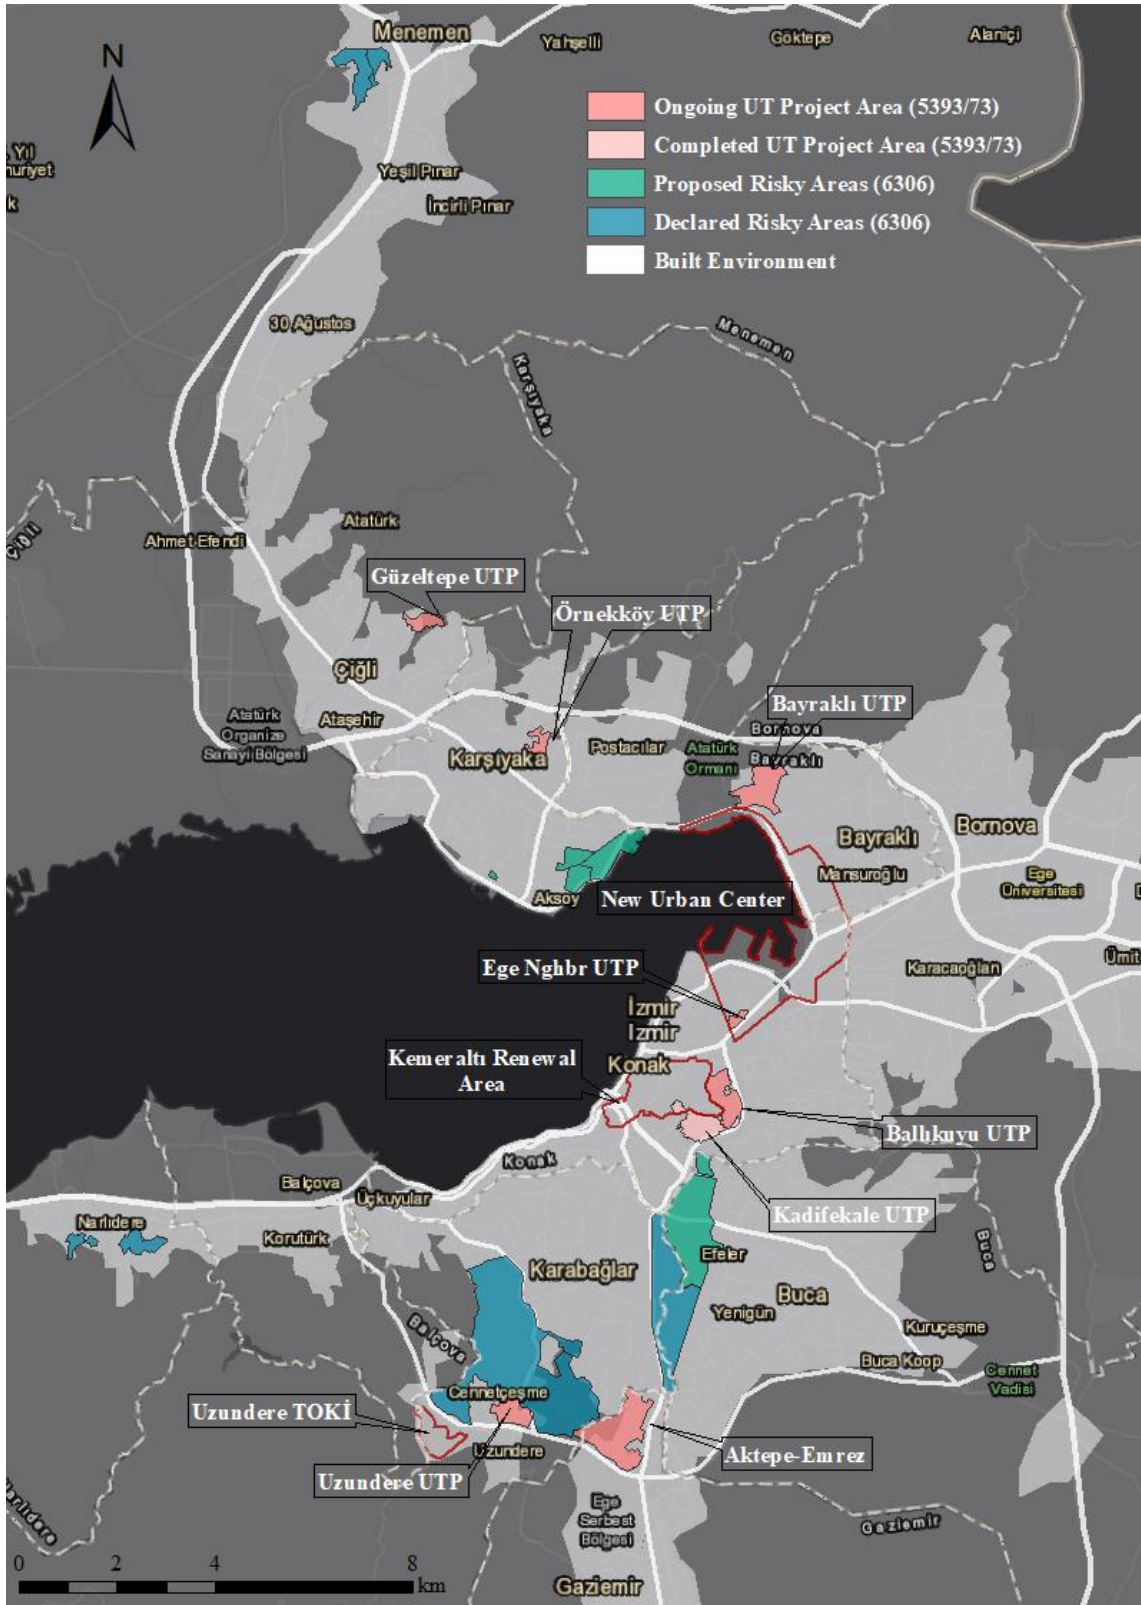 Menemen
Yahşelli
Göktepe
Alaniçi
N
Ongoing UT Project Area (5393/73)
Completed UT Project Area (5393/73)
Proposed Risky Areas (6306)
Declared Risky Areas (6306)
Built Environment
Yıl
Yeşil Pınar
İncirli Pınar
30 Ağustos
Menemen
Karşıyaka
Atatürk
Ahmet Efendi
Çiğli
Güzeltepe UTP
Örnekköy UTP
Çiğli
Bayraklı UTP
Atatürk
Organize
Sanayi Bölgesi
Ataşehir
Karşıyaka
Postacılar
Atatürk
Ormanı
Bornova
Bayraklı
Bornova
Bayraklı
Mansuroğlu
Ege
Üniversitesi
Aksoy
New Urban Center
Ege Nghbr UTP
Karacaoğlan
Ümit
İzmir
İzmir
Konak
Kemeraltı Renewal
Area
Ballıkuyu UTP
Konak
Balçova
Üçkuyular
Kadifekale UTP
Narlıdere
Korutürk
Karabağlar
Efeler
Buca
Buca
Yenigün
Kuruçeşme
Balçova
Buca Koop
Cennet
Vadisi
Cennetçeşme
Uzundere TOKİ
Uzundere
Aktepe-Emrez
Uzundere UTP
Narlıdere
Ege
Serbest
Bölgesi
Gaziemir
Gaziemir
0 2 4 8
km